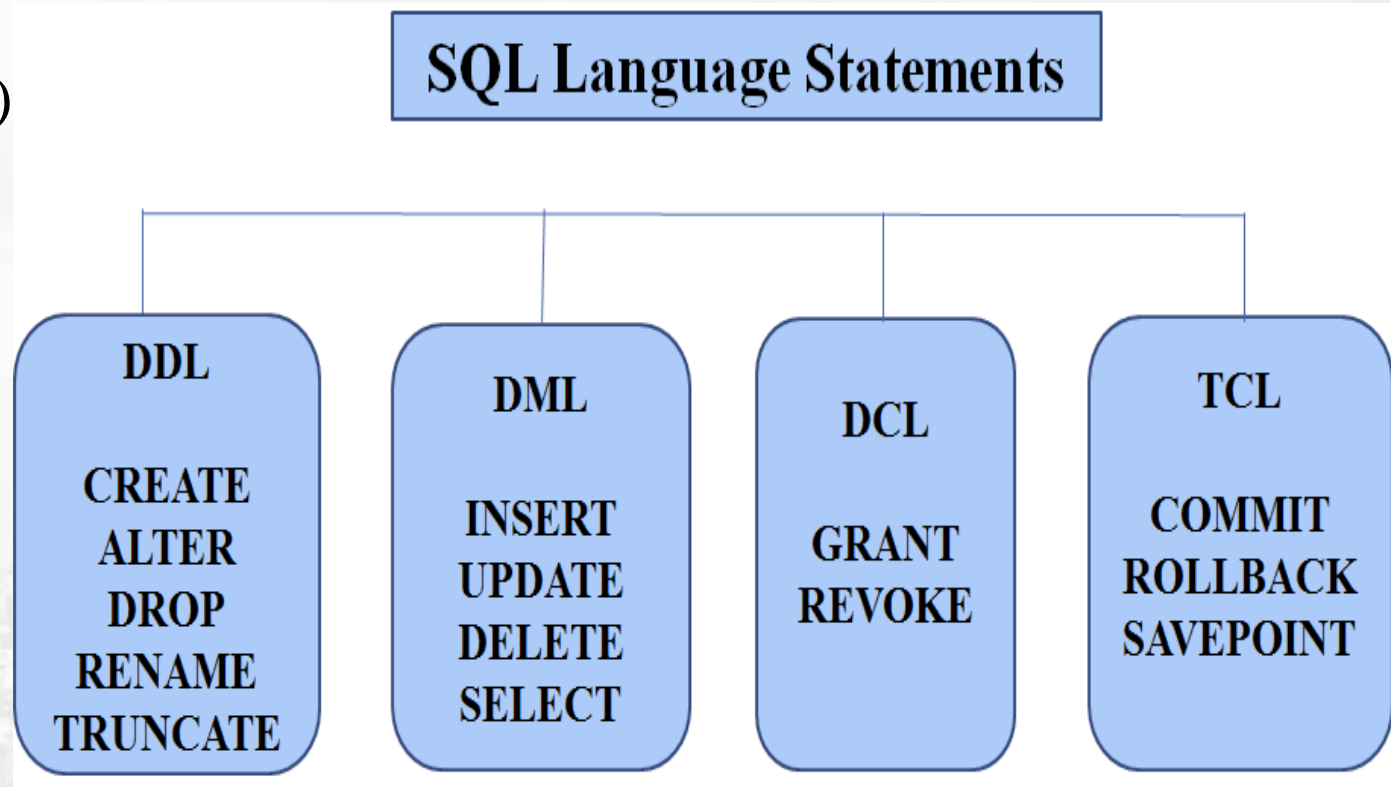 SQL Language Statements
)
DDL
CREATE
ALTER
DROP
RENAME
TRUNCATE
DML
INSERT
UPDATE
DELETE
SELECT
DCL
GRANT
REVOKE
TCL
COMMIT
ROLLBACK
SAVEPOINT